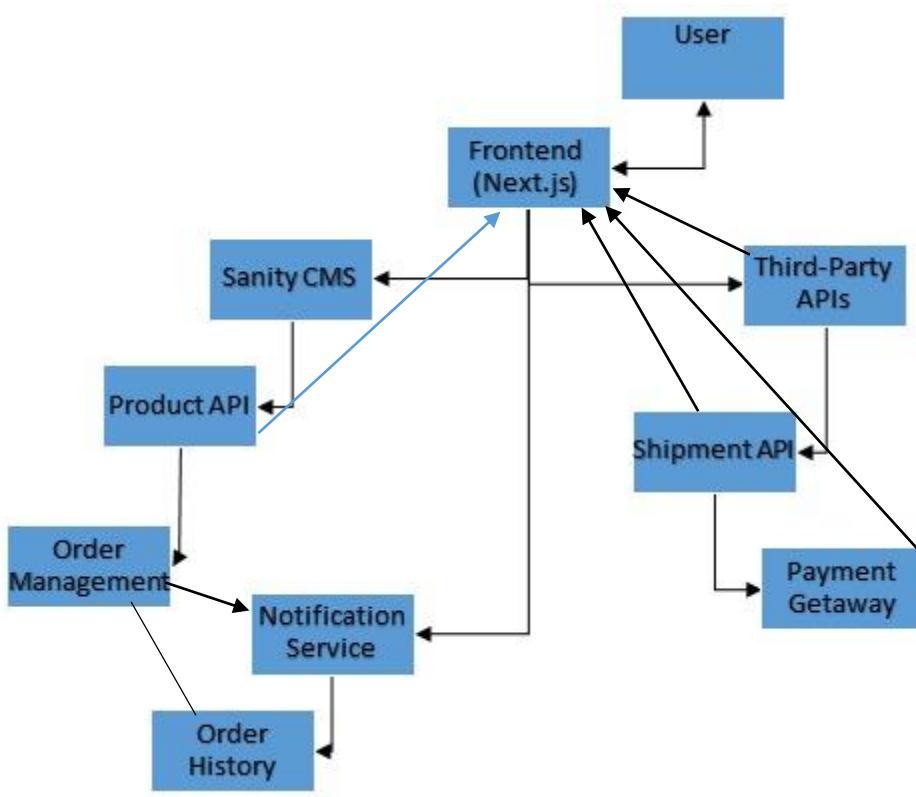 User
Frontend
(Next.js)
Sanity CMS
Third-Party
APIs
Product API
Shipment API
Order
Management
Payment
Getaway
Notification
Service
Order
History